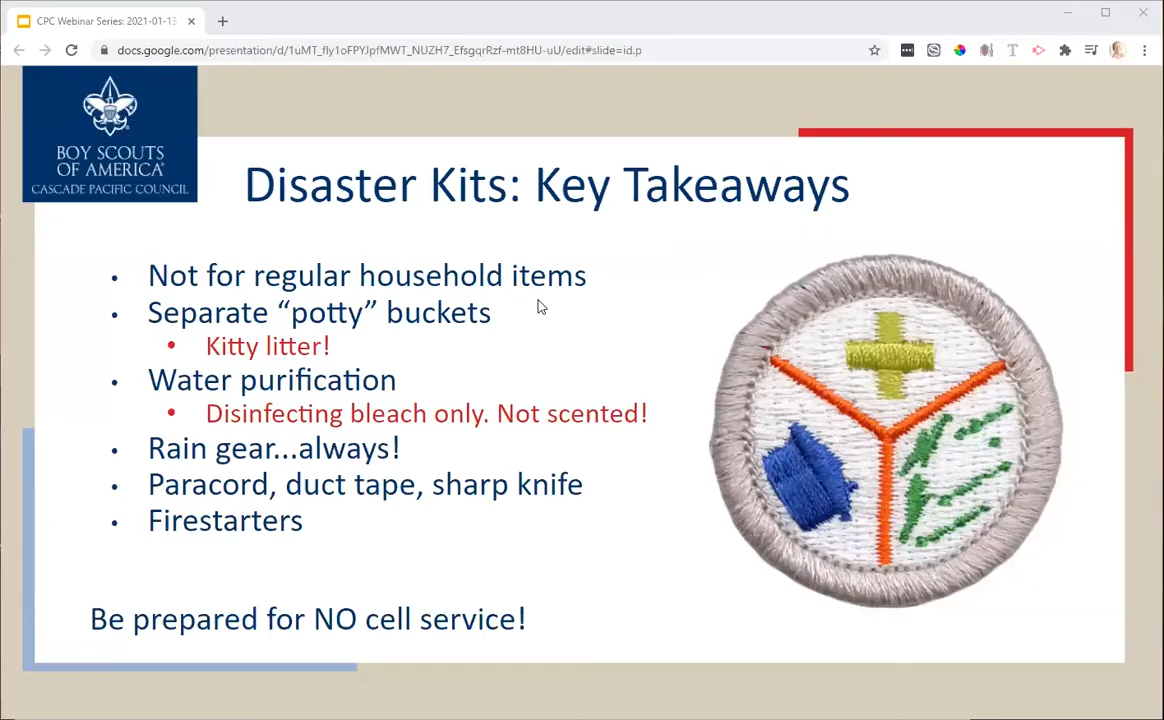 CPC Webinar Series: 2021-01-13
docs.google.com/presentation/d/1uMT_fly1oFPYJpfMWT_NUZH7_EfsgqrRzf-mt8HU-uU/edit#slide=id.p
BOY SCOUTS
OF AMERICA®
CASCADE PACIFIC COUNCIL
Disaster Kits: Key Takeaways
• Not for regular household items
• Separate “potty” buckets
• Kitty litter!
• Water purification
• Disinfecting bleach only. Not scented!
• Rain gear...always!
• Paracord, duct tape, sharp knife
• Firestarters
Be prepared for NO cell service!